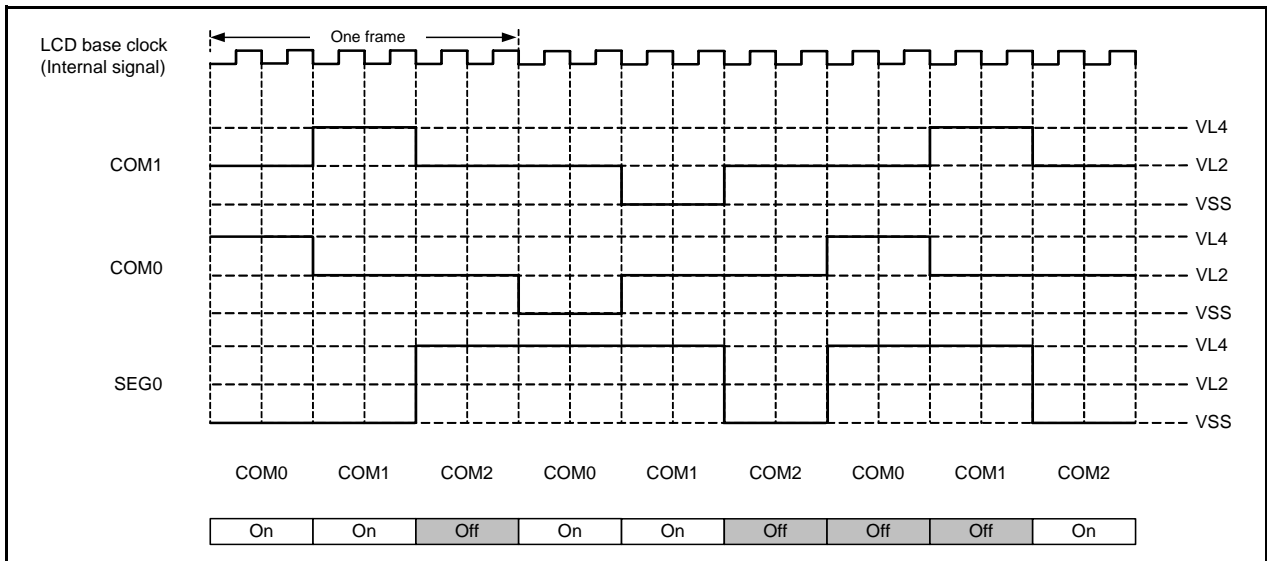 One frame
LCD base clock
(Internal signal)
VL4
COM1
VL2
VSS
VL4
COM0
VL2
VSS
VL4
SEG0
VL2
VSS
COM0 COM1 COM2 COM0 COM1 COM2 COM0 COM1 COM2
On On Off On On Off Off Off On